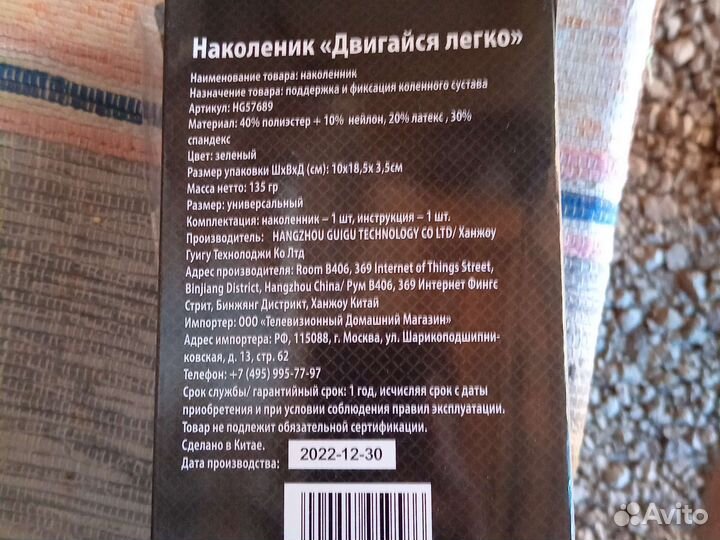 Наколеник «Двигайся легко»
Наименование товара: наколенник
Назначение товара: поддержка и фиксация коленного сустава
Артикул: HG57689
Материал: 40% полиэстер + 10% нейлон, 20% латекс , 30%
спандекс
Цвет: зеленый
Размер упаковки ШхВхД (см): 10х18,5х 3,5см
Масса нетто: 135 гр
Размер: универсальный
Комплектация: наколенник – 1 шт, инструкция – 1 шт.
Производитель: HANGZHOU GUIGU TECHNOLOGY CO LTD/ Ханжоу
Гуигу Технолоджи Ко Лтд
Адрес производителя: Room B406, 369 Internet of Things Street,
Binjiang District, Hangzhou China/ Рум B406, 369 Интернет Фингс
Стрит, Бинжянг Дистрикт, Ханжоу Китай
Импортер: ООО «Телевизионный Домашний Магазин»
Адрес импортера: РФ, 115088, г. Москва, ул. Шарикоподшипни-
ковская, д. 13, стр. 62
Телефон: +7 (495) 995-77-97
Срок службы/ гарантийный срок: 1 год, исчисляя срок с даты
приобретения и при условии соблюдения правил эксплуатации.
Товар не подлежит обязательной сертификации.
Сделано в Китае.
Дата производства: 2022-12-30
Avito